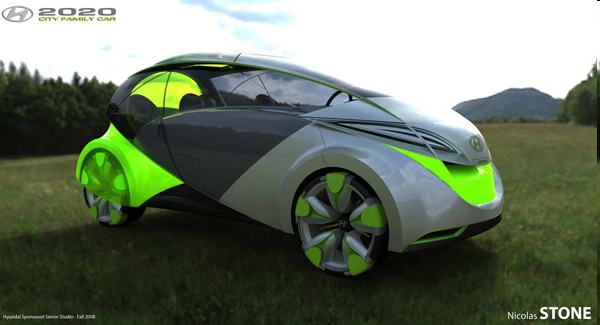 2020
CITY FAMILY CAR
Hyundai Sponsored Senior Studio - Fall 2008
Nicolas STONE